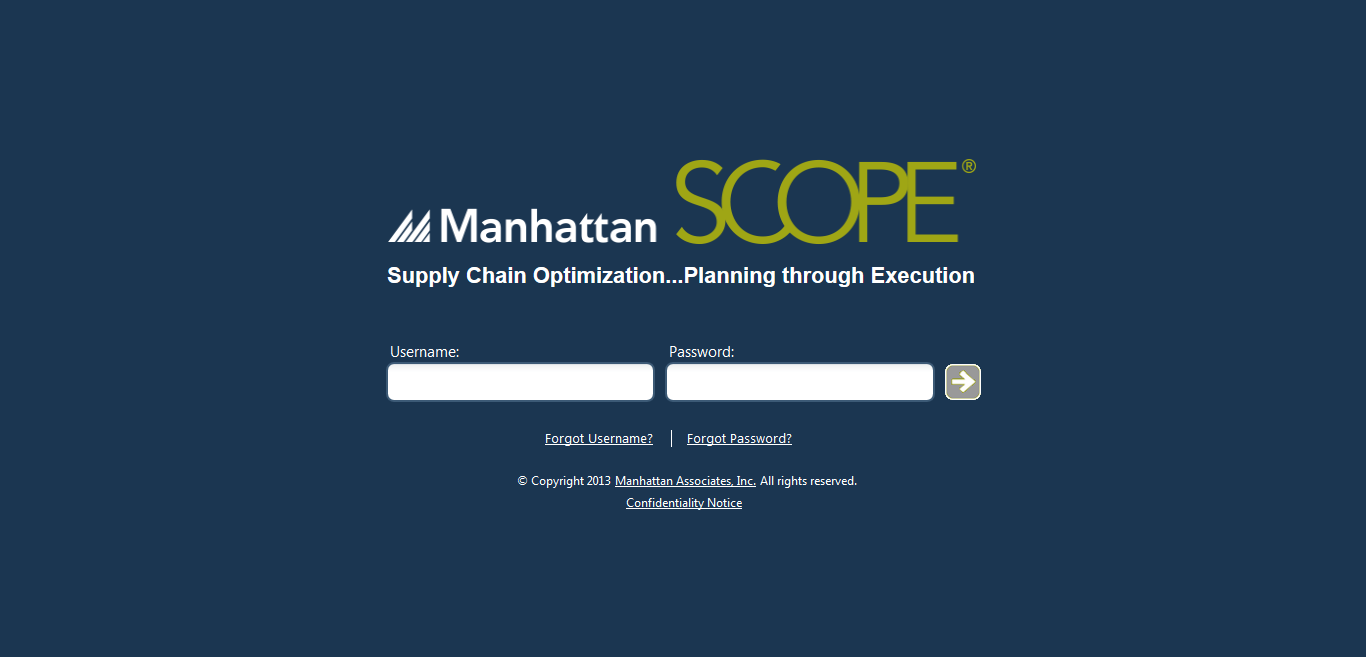 Manhattan SCOPE®
Supply Chain Optimization...Planning through Execution
Username: Password:
Forgot Username? | Forgot Password?
© Copyright 2013 Manhattan Associates, Inc. All rights reserved.
Confidentiality Notice